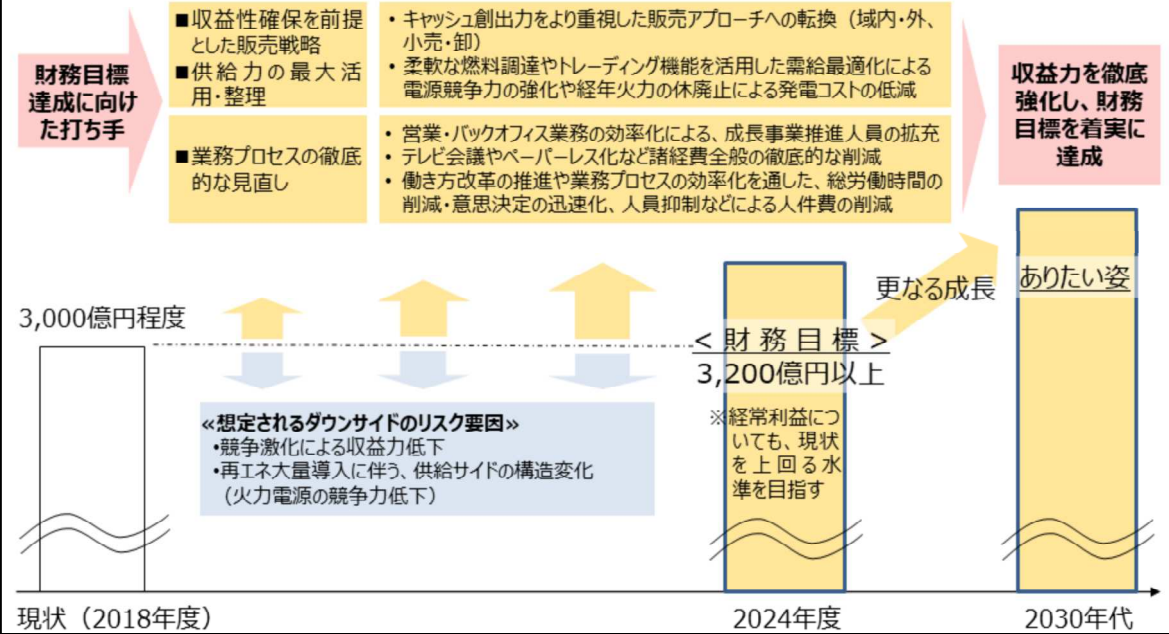 財務目標
達成に向け
た打ち手
■収益性確保を前提
とした販売戦略
■供給力の最大活
用・整理
• キャッシュ創出力をより重視した販売アプローチへの転換（域内・外、
小売・卸）
• 柔軟な燃料調達やトレーディング機能を活用した需給最適化による
電源競争力の強化や経年火力の休廃止による発電コストの低減
■業務プロセスの徹底
的な見直し
• 営業・バックオフィス業務の効率化による、成長事業推進人員の拡充
• テレビ会議やペーパーレス化など諸経費全般の徹底的な削減
• 働き方改革の推進や業務プロセスの効率化を通した、総労働時間の
削減・意思決定の迅速化、人員抑制などによる人件費の削減
収益力を徹底
強化し、財務
目標を着実に
達成
3,000億円程度
更なる成長
ありたい姿
＜財務目標＞
3,200億円以上
※経常利益につ
いても、現状
を上回る水
準を目指す
≪想定されるダウンサイドのリスク要因≫
・競争激化による収益力低下
・再エネ大量導入に伴う、供給サイドの構造変化
（火力電源の競争力低下）
現状（2018年度）
2024年度
2030年代